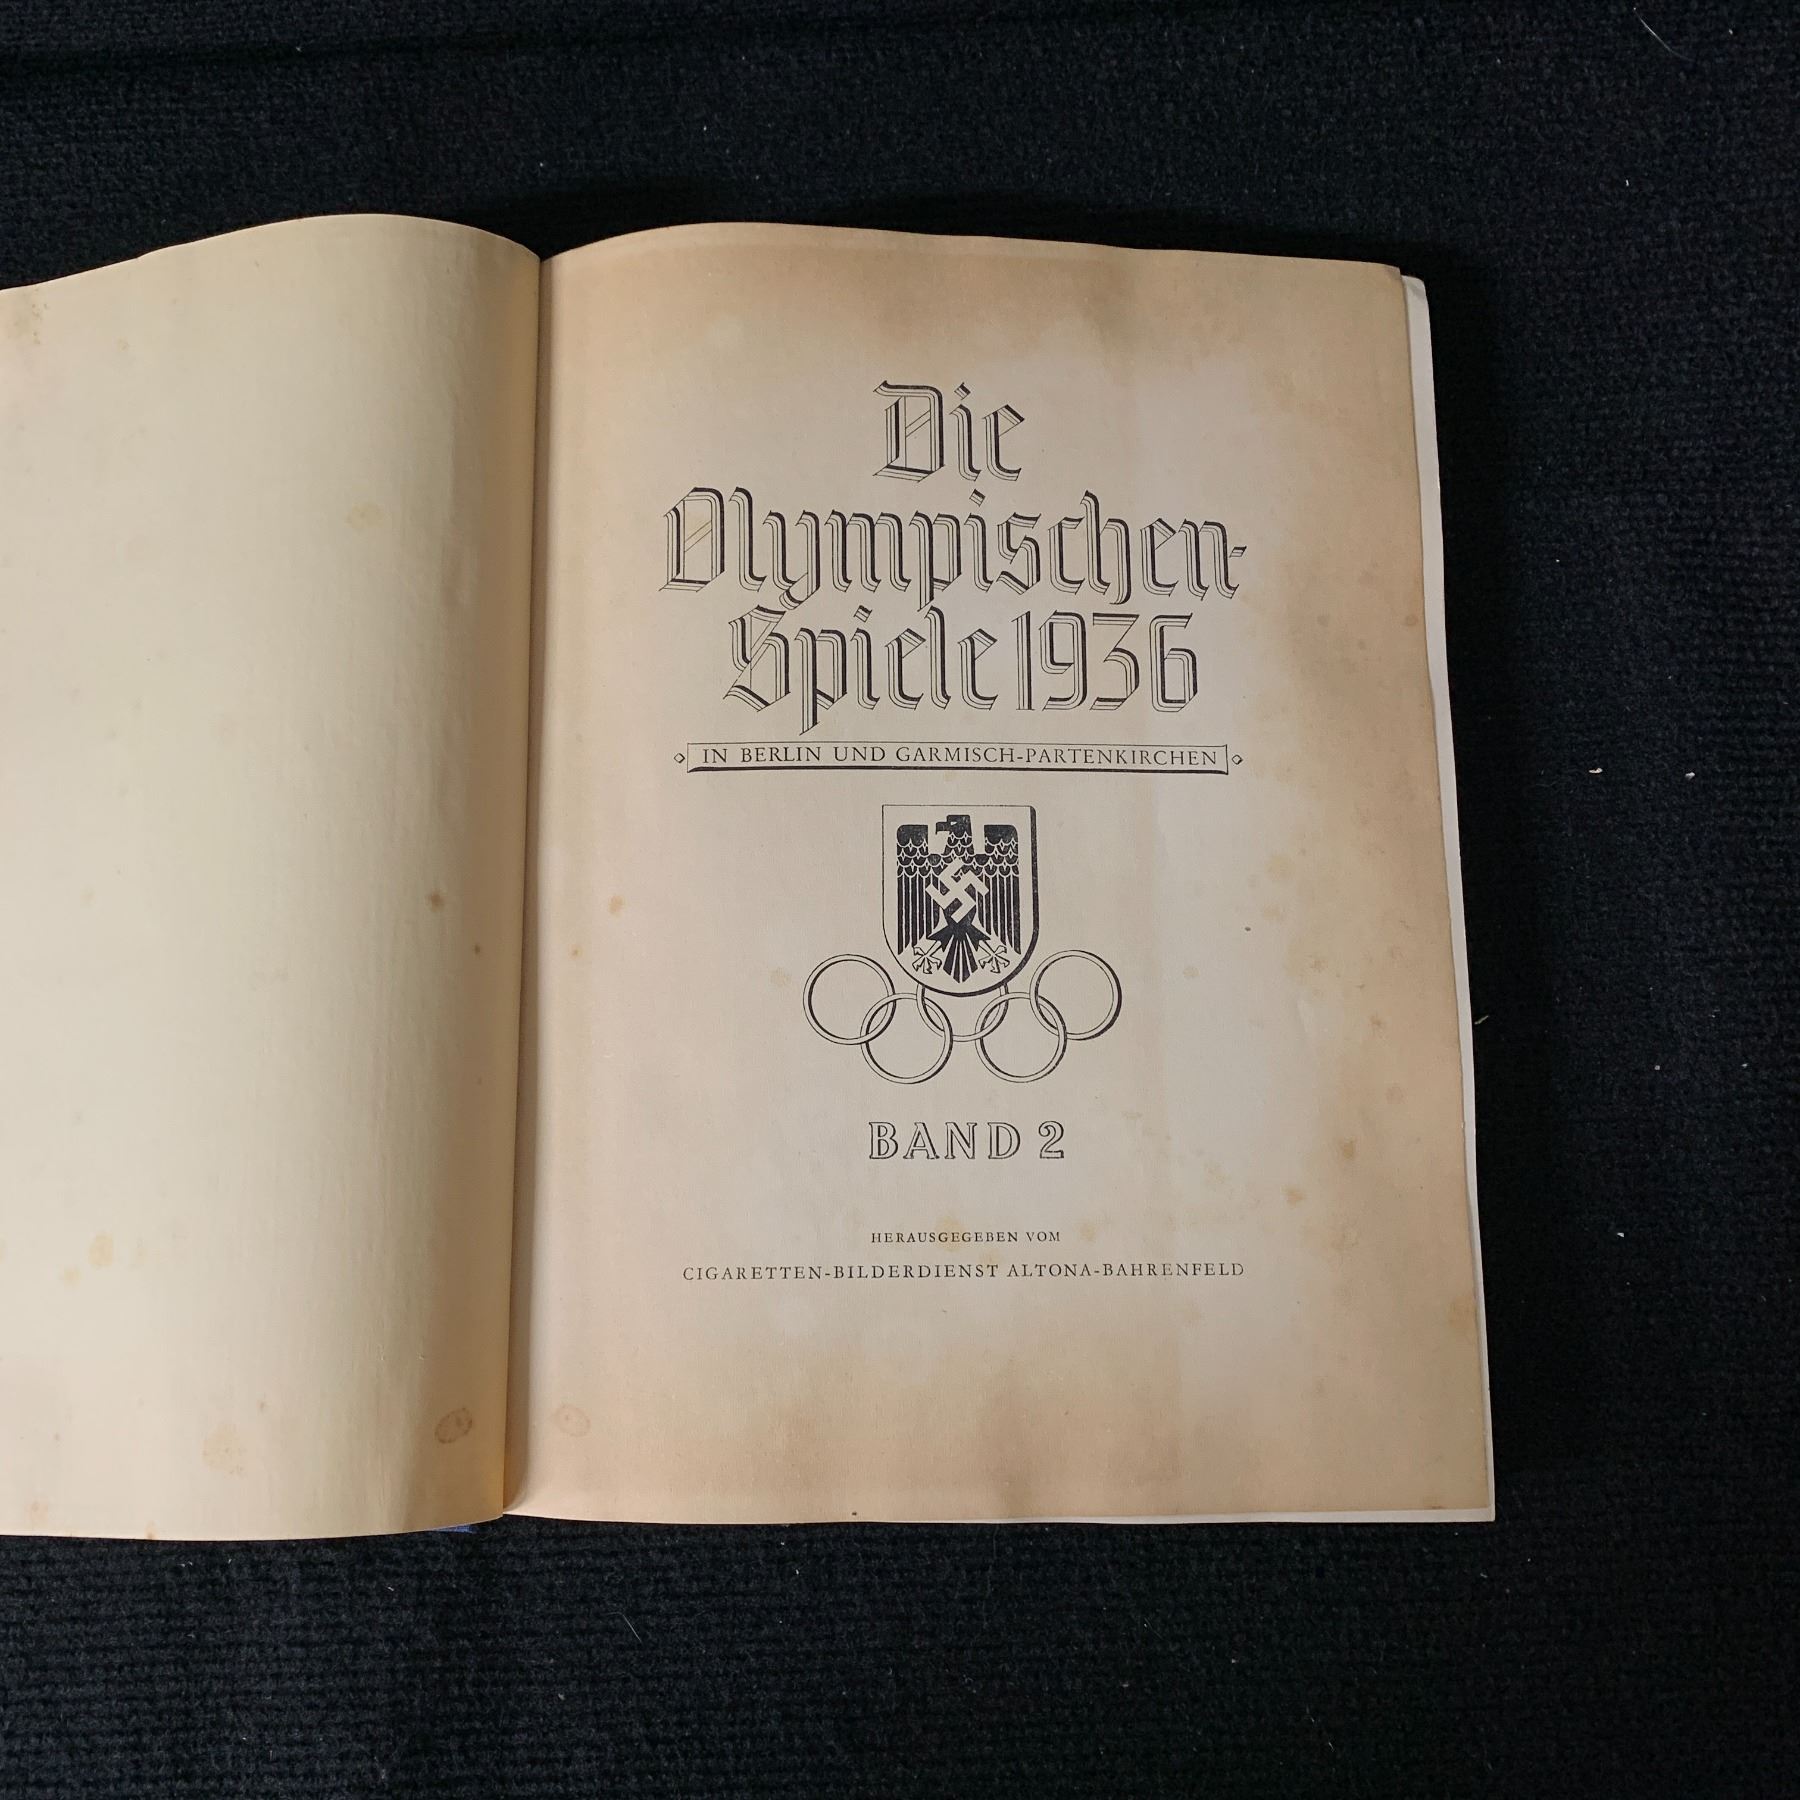 Die
Olympischen-
Spiele 1936
IN BERLIN UND GARMISCH-PARTENKIRCHEN
BAND 2
HERAUSGEGEBEN VOM
CIGARETTEN-BILDERDIENST ALTONA-BAHRENFELD